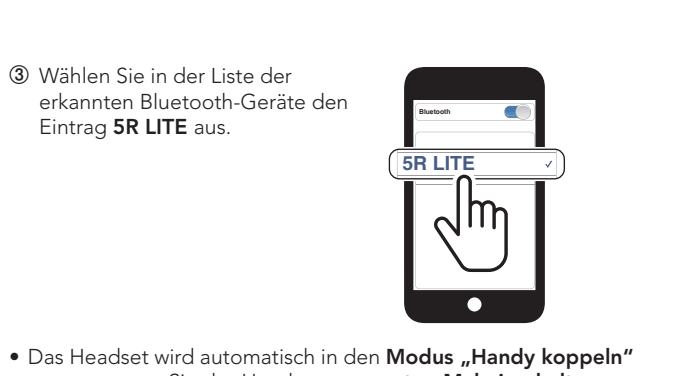 ③ Wählen Sie in der Liste der
erkannten Bluetooth-Geräte den
Eintrag 5R LITE aus.
Bluetooth
5R LITE ✓
• Das Headset wird automatisch in den Modus „Handy koppeln“